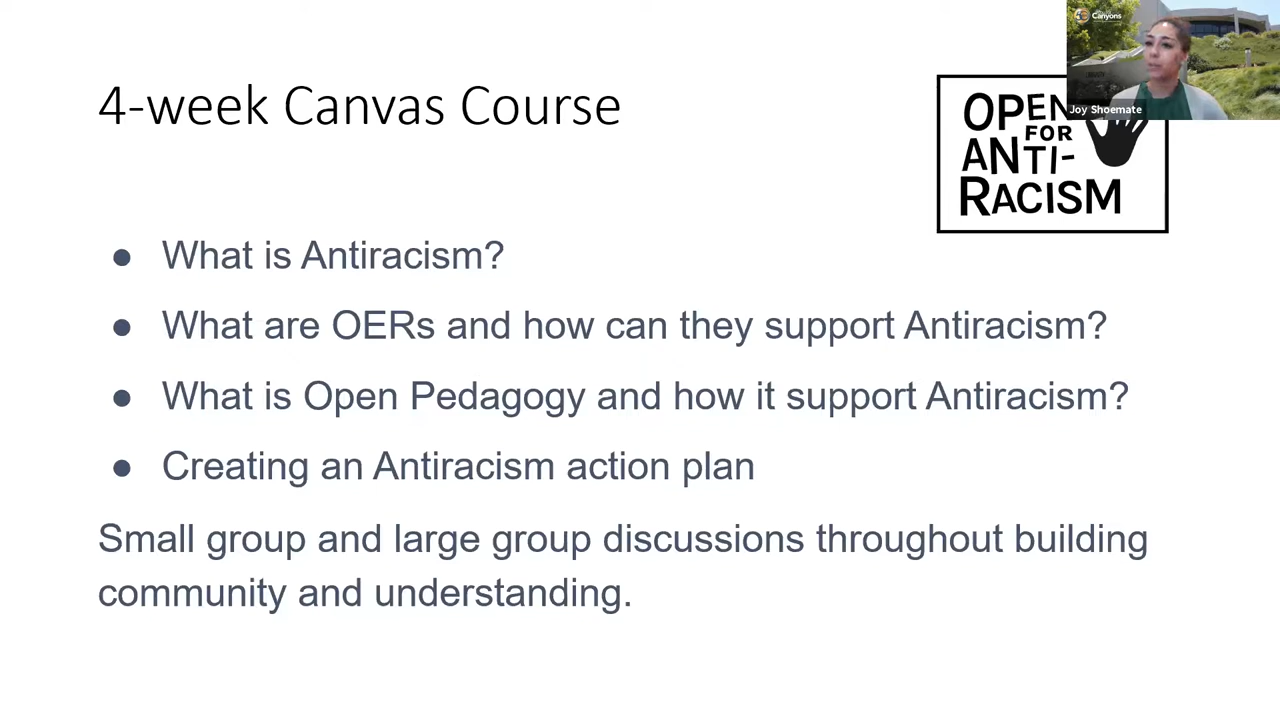 4-week Canvas Course
Canyons
Joy Shoemate
OPEN
FOR
ANTI-
RACISM
● What is Antiracism?
● What are OERs and how can they support Antiracism?
● What is Open Pedagogy and how it support Antiracism?
● Creating an Antiracism action plan
Small group and large group discussions throughout building
community and understanding.